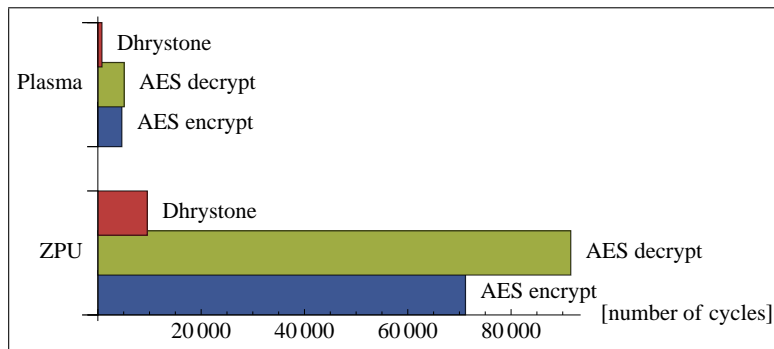 Dhrystone
Plasma
AES decrypt
AES encrypt
Dhrystone
ZPU
AES decrypt
AES encrypt
[number of cycles]
20 000
40 000
60 000
80 000